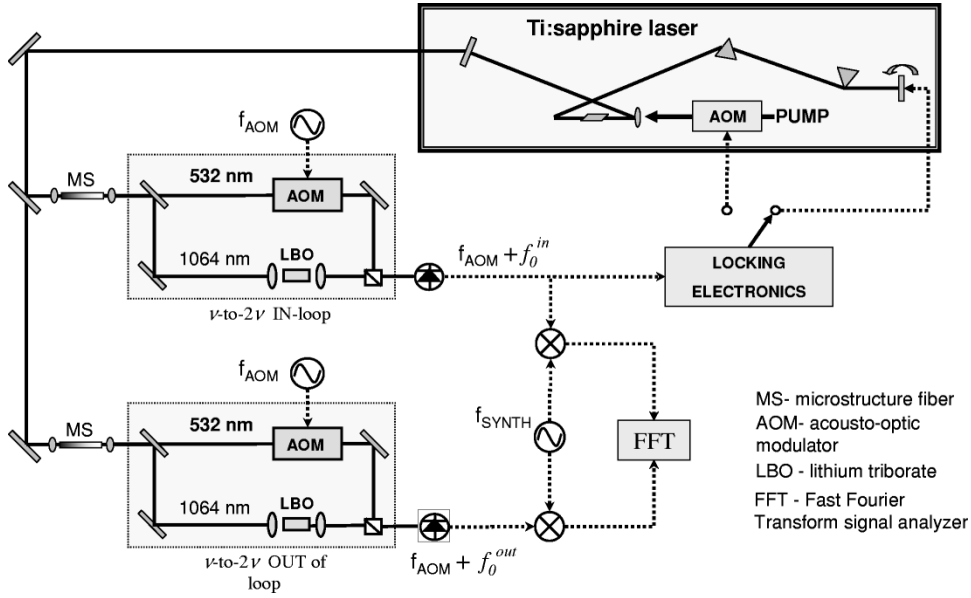 Ti:sapphire laser
AOM
PUMP
f_AOM
MS
532 nm
AOM
1064 nm
LBO
f_AOM + f_0^in
LOCKING
ELECTRONICS
ν-to-2ν IN-loop
f_AOM
MS
532 nm
AOM
f_SYNTH
FFT
1064 nm
LBO
f_AOM + f_0^out
ν-to-2ν OUT of
loop
MS- microstructure fiber
AOM- acousto-optic
modulator
LBO - lithium triborate
FFT - Fast Fourier
Transform signal analyzer